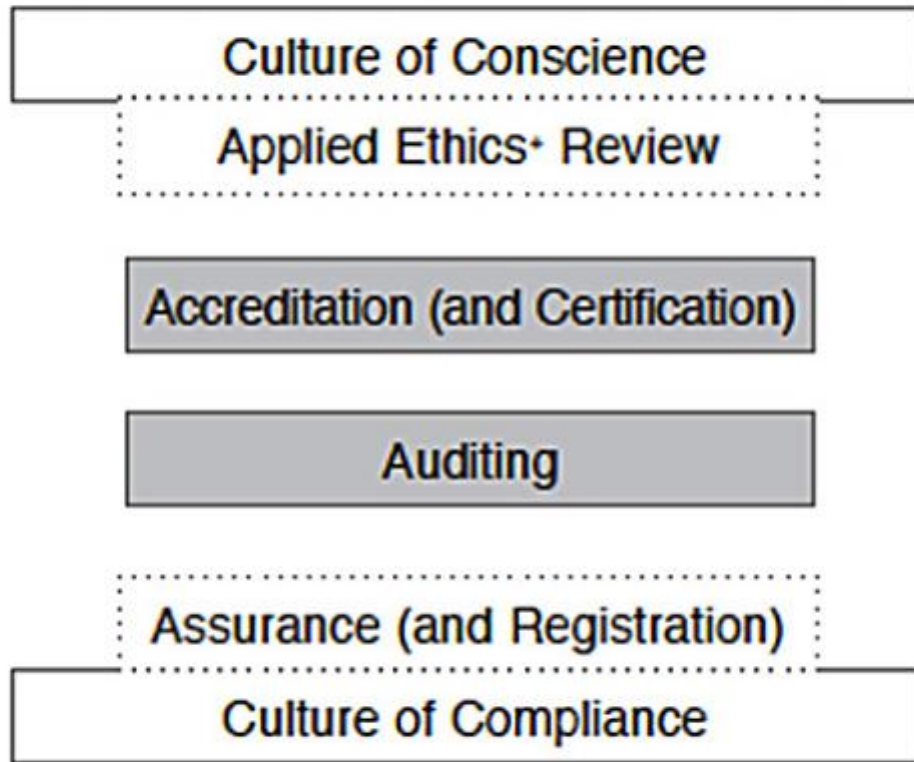 Culture of Conscience
Applied Ethics* Review
Accreditation (and Certification)
Auditing
Assurance (and Registration)
Culture of Compliance